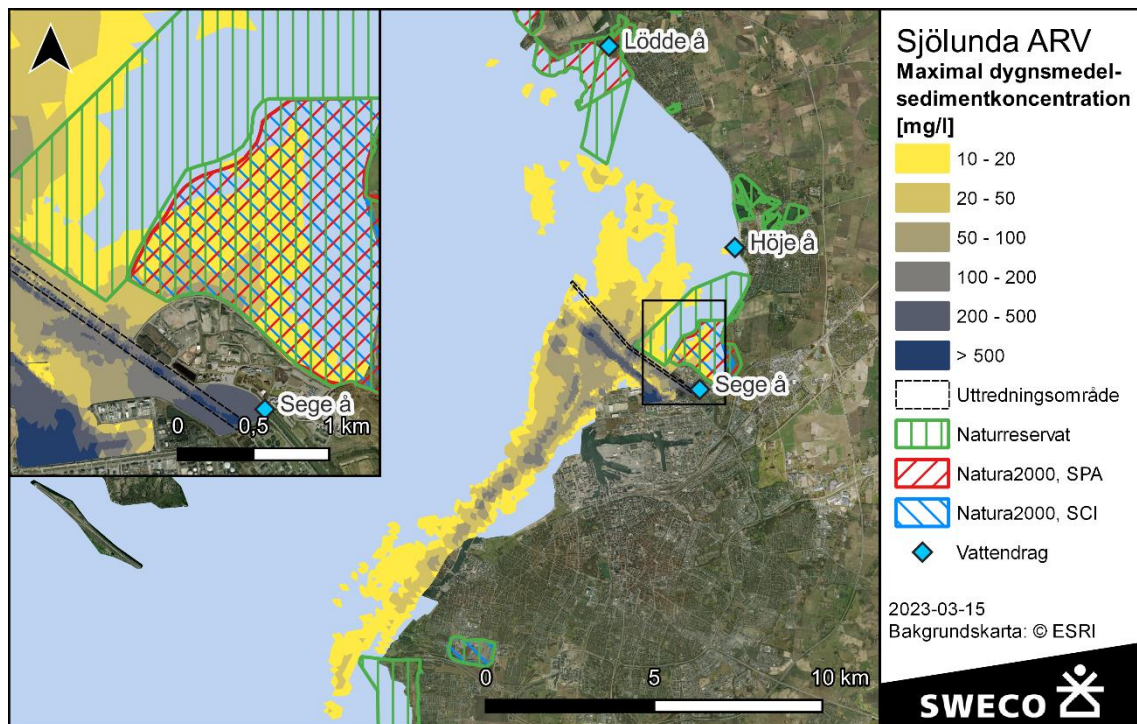 Lödde å
Höje å
Sege å
Sege å
0 0,5 1 km
0 5 10 km
Sjölunda ARV
Maximal dygnsmedel-
sedimentkoncentration
[mg/l]
10 - 20
20 - 50
50 - 100
100 - 200
200 - 500
> 500
Uttredningsområde
Naturreservat
Natura2000, SPA
Natura2000, SCI
Vattendrag
2023-03-15
Bakgrundskarta: © ESRI
SWECO